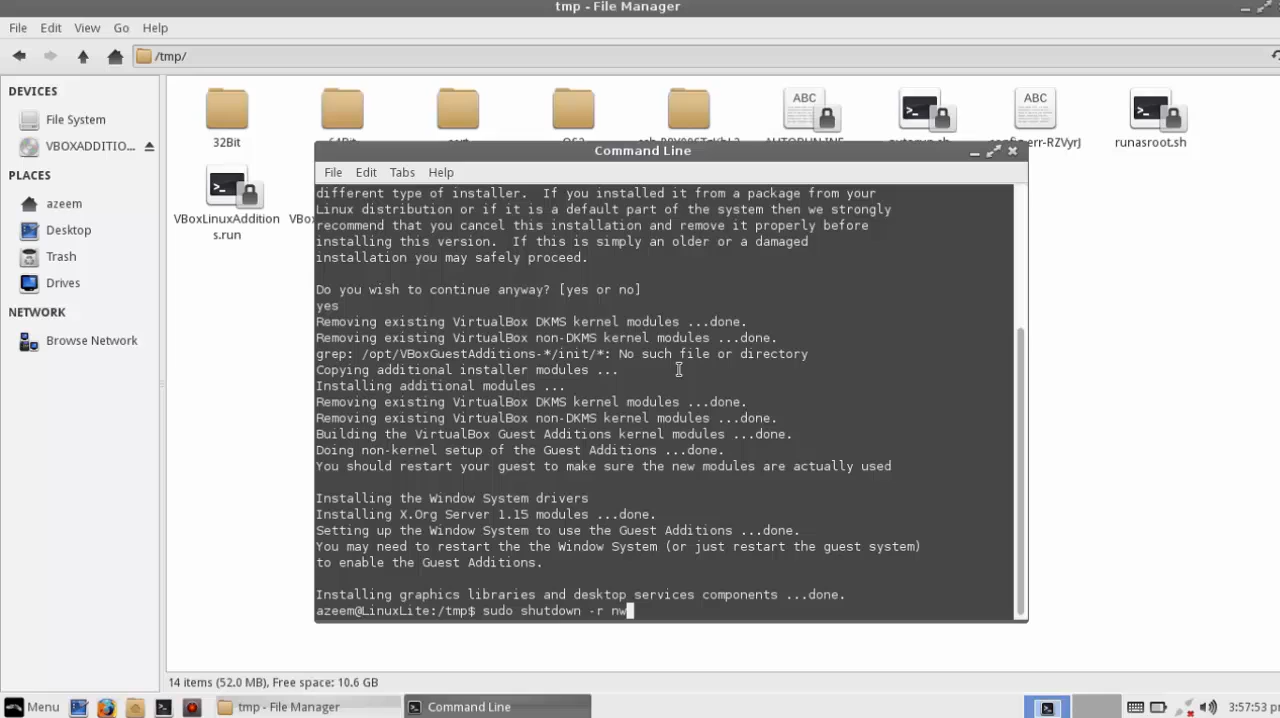 tmp - File Manager
File Edit View Go Help
/tmp/
DEVICES
File System
VBOXADDITIO...
PLACES
azeem
Desktop
Trash
Drives
NETWORK
Browse Network
32Bit
runasroot.sh
VBoxLinuxAddition
s.run
Command Line
File Edit Tabs Help
different type of installer.  If you installed it from a package from your
Linux distribution or if it is a default part of the system then we strongly
recommend that you cancel this installation and remove it properly before
installing this version.  If this is simply an older or a damaged
installation you may safely proceed.
Do you wish to continue anyway? [yes or no]
yes
Removing existing VirtualBox DKMS kernel modules ...done.
Removing existing VirtualBox non-DKMS kernel modules ...done.
grep: /opt/VBoxGuestAdditions-*/init/*: No such file or directory
Copying additional installer modules ...
Installing additional modules ...
Removing existing VirtualBox DKMS kernel modules ...done.
Removing existing VirtualBox non-DKMS kernel modules ...done.
Building the VirtualBox Guest Additions kernel modules ...done.
Doing non-kernel setup of the Guest Additions ...done.
You should restart your guest to make sure the new modules are actually used
Installing the Window System drivers
Installing X.Org Server 1.15 modules ...done.
Setting up the Window System to use the Guest Additions ...done.
You may need to restart the the Window System (or just restart the guest system)
to enable the Guest Additions.
Installing graphics libraries and desktop services components ...done.
azeem@LinuxLite:/tmp$ sudo shutdown -r nw
14 items (52.0 MB), Free space: 10.6 GB
Menu
tmp - File Manager
Command Line
3:57:53 p